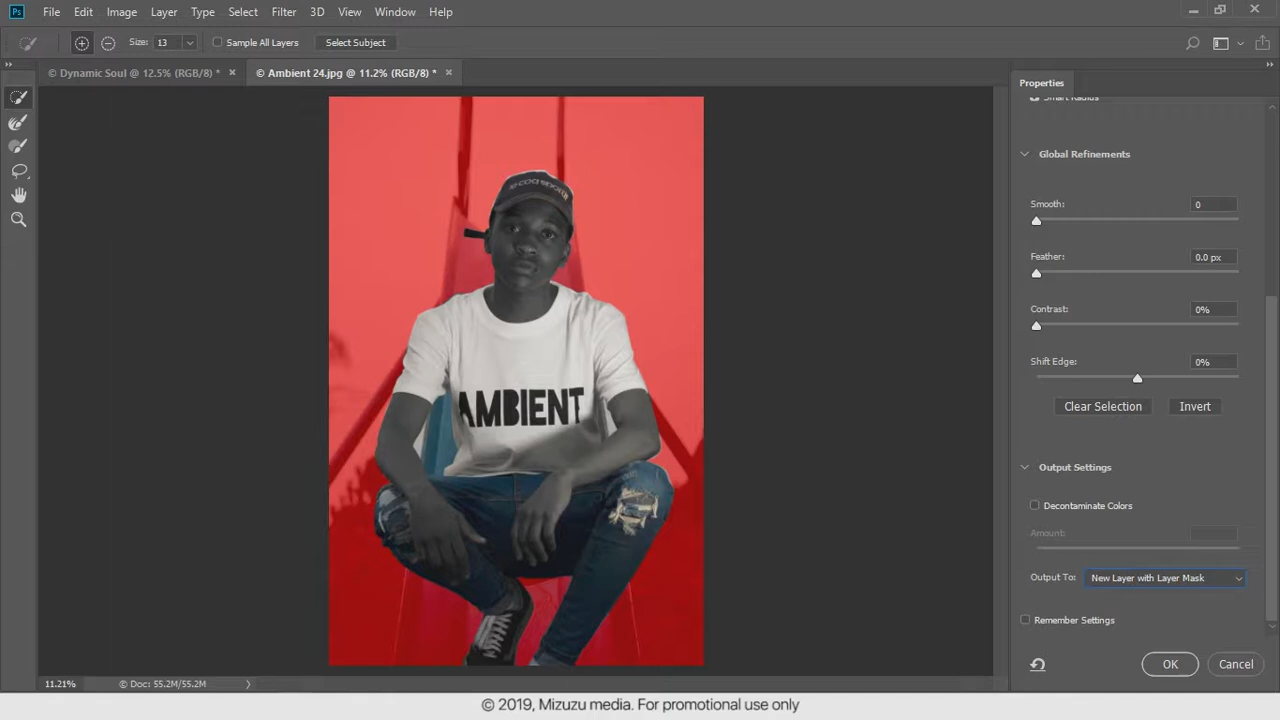 Ps File Edit Image Layer Type Select Filter 3D View Window Help
Size: 13 Sample All Layers Select Subject
© Dynamic Soul @ 12.5% (RGB/8) * × © Ambient 24.jpg @ 11.2% (RGB/8) * ×
Properties
Smart Radius
Global Refinements
Smooth: 0
Feather: 0.0 px
Contrast: 0%
Shift Edge: 0%
Clear Selection Invert
AMBIENT
Output Settings
Decontaminate Colors
Amount:
Output To: New Layer with Layer Mask
Remember Settings
OK Cancel
11.21% © Doc: 55.2M/55.2M
© 2019, Mizuzu media. For promotional use only